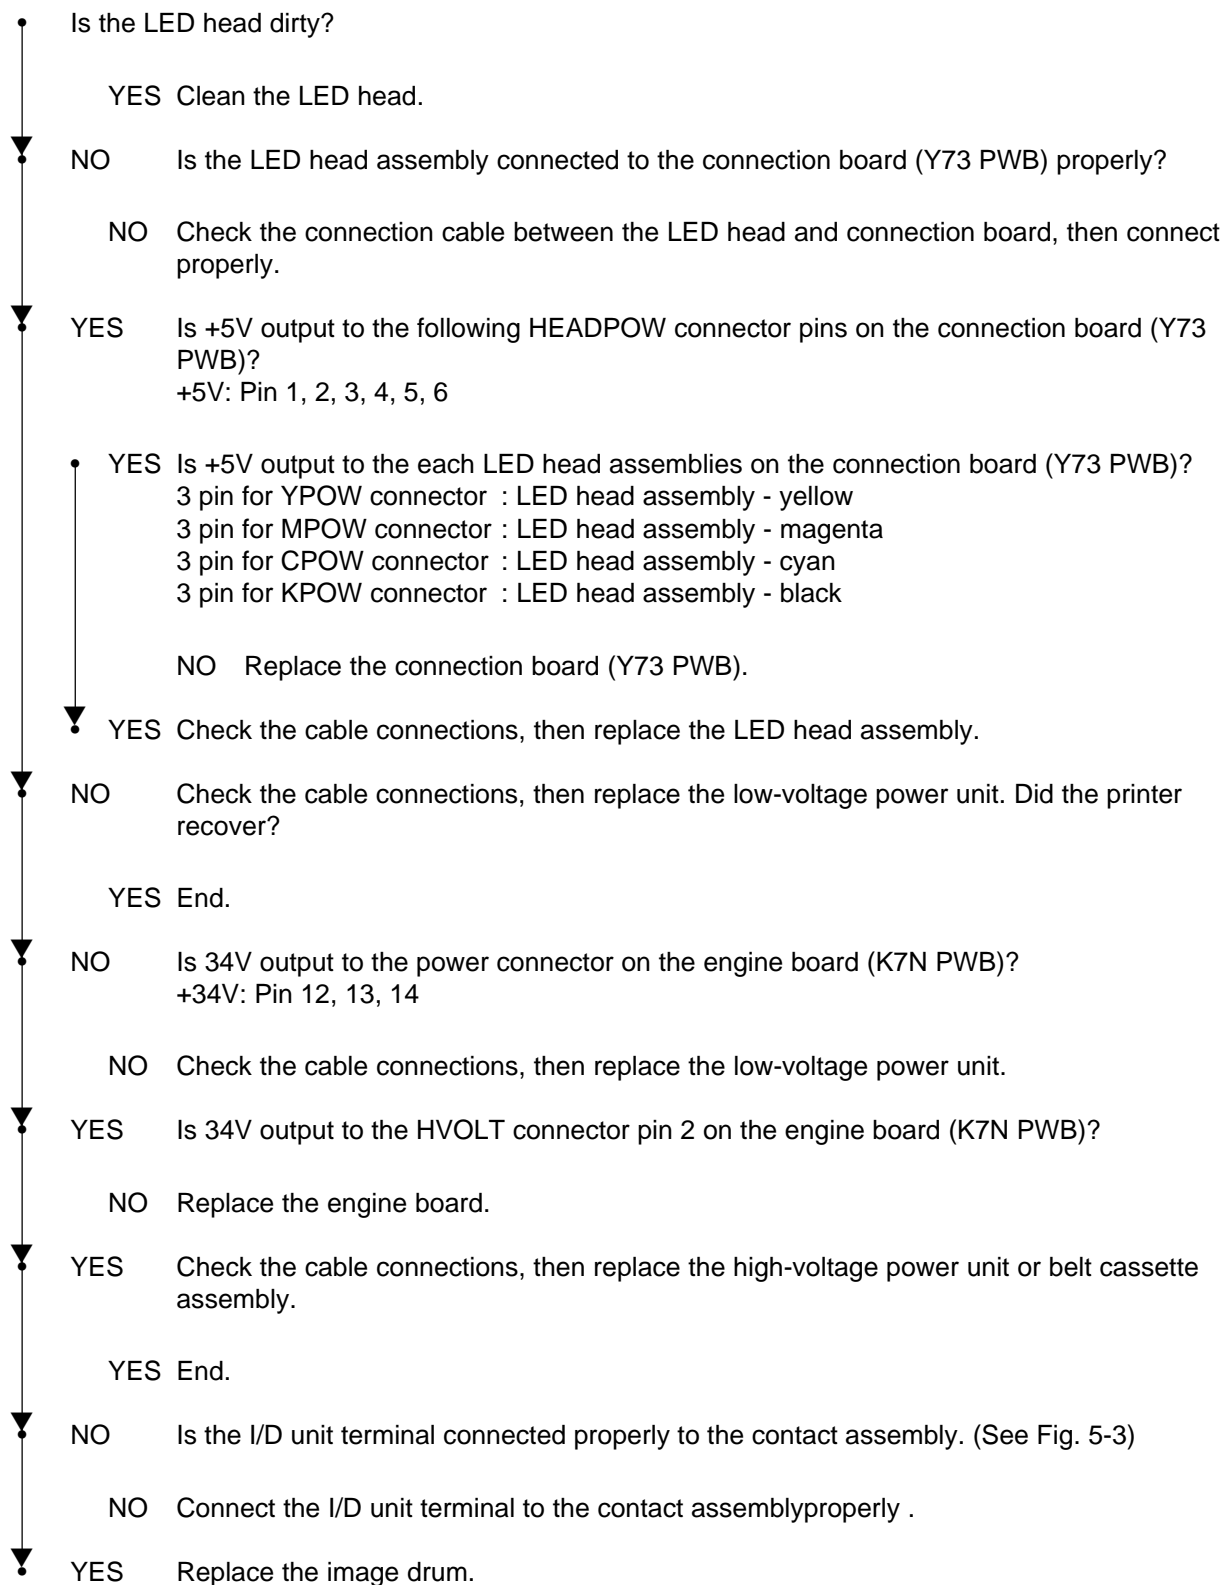 Is the LED head dirty?
YES Clean the LED head.
NO Is the LED head assembly connected to the connection board (Y73 PWB) properly?
NO Check the connection cable between the LED head and connection board, then connect
properly.
YES Is +5V output to the following HEADPOW connector pins on the connection board (Y73
PWB)?
+5V: Pin 1, 2, 3, 4, 5, 6
YES Is +5V output to the each LED head assemblies on the connection board (Y73 PWB)?
3 pin for YPOW connector : LED head assembly - yellow
3 pin for MPOW connector : LED head assembly - magenta
3 pin for CPOW connector : LED head assembly - cyan
3 pin for KPOW connector : LED head assembly - black
NO Replace the connection board (Y73 PWB).
YES Check the cable connections, then replace the LED head assembly.
NO Check the cable connections, then replace the low-voltage power unit. Did the printer
recover?
YES End.
NO Is 34V output to the power connector on the engine board (K7N PWB)?
+34V: Pin 12, 13, 14
NO Check the cable connections, then replace the low-voltage power unit.
YES Is 34V output to the HVOLT connector pin 2 on the engine board (K7N PWB)?
NO Replace the engine board.
YES Check the cable connections, then replace the high-voltage power unit or belt cassette
assembly.
YES End.
NO Is the I/D unit terminal connected properly to the contact assembly. (See Fig. 5-3)
NO Connect the I/D unit terminal to the contact assemblyproperly .
YES Replace the image drum.